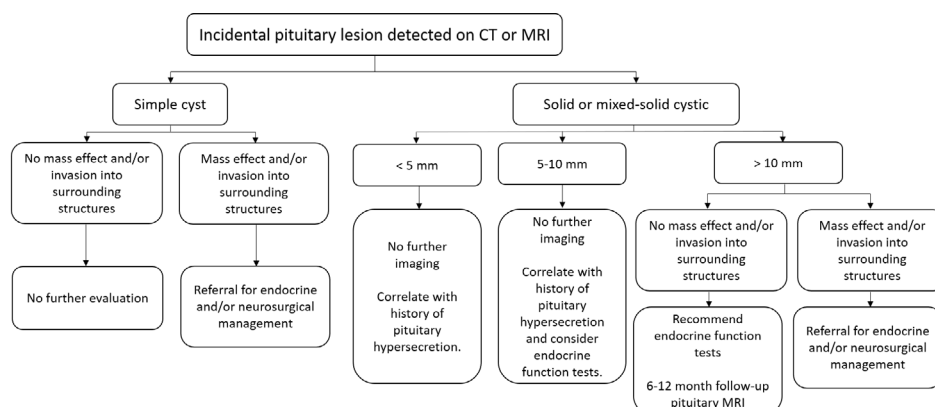 Incidental pituitary lesion detected on CT or MRI
Simple cyst
Solid or mixed-solid cystic
No mass effect and/or
invasion into
surrounding
structures
Mass effect and/or
invasion into
surrounding
structures
< 5 mm
5-10 mm
> 10 mm
No further evaluation
Referral for endocrine
and/or neurosurgical
management
No further
imaging
Correlate with
history of
pituitary
hypersecretion.
No further
imaging
Correlate with
history of
pituitary
hypersecretion
and consider
endocrine
function tests.
No mass effect and/or
invasion into
surrounding
structures
Mass effect and/or
invasion into
surrounding
structures
Recommend
endocrine function
tests
6-12 month follow-up
pituitary MRI
Referral for endocrine
and/or neurosurgical
management